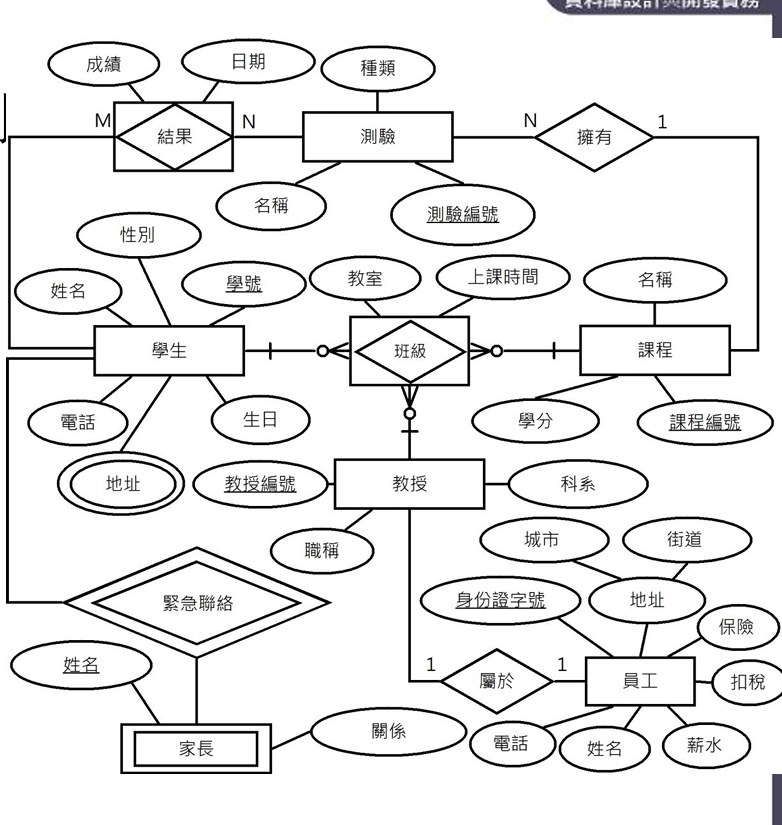 資料庫設計與開發實務
成績
日期
種類
M
結果
N
測驗
N
擁有
1
名稱
測驗編號
性別
姓名
學號
教室
上課時間
名稱
學生
班級
課程
電話
生日
學分
課程編號
地址
教授編號
教授
科系
職稱
城市
街道
緊急聯絡
身份證字號
地址
保險
姓名
1
屬於
1
員工
扣稅
關係
家長
電話
姓名
薪水